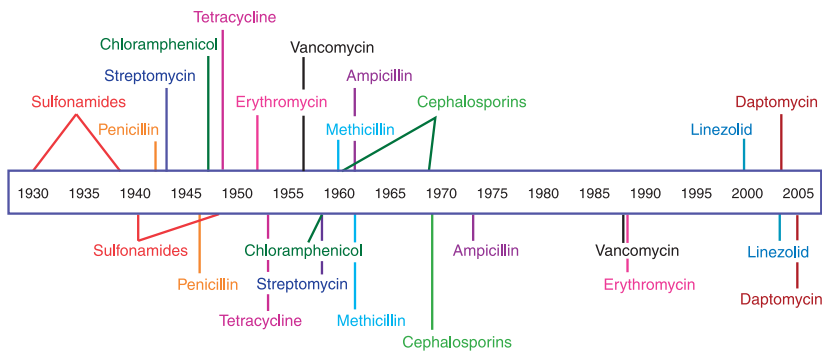 Tetracycline
Chloramphenicol
Vancomycin
Streptomycin
Ampicillin
Sulfonamides
Erythromycin
Cephalosporins
Daptomycin
Penicillin
Methicillin
Linezolid
1930 1935 1940 1945 1950 1955 1960 1965 1970 1975 1980 1985 1990 1995 2000 2005
Sulfonamides
Chloramphenicol
Ampicillin
Vancomycin
Linezolid
Penicillin
Streptomycin
Erythromycin
Daptomycin
Tetracycline
Methicillin
Cephalosporins